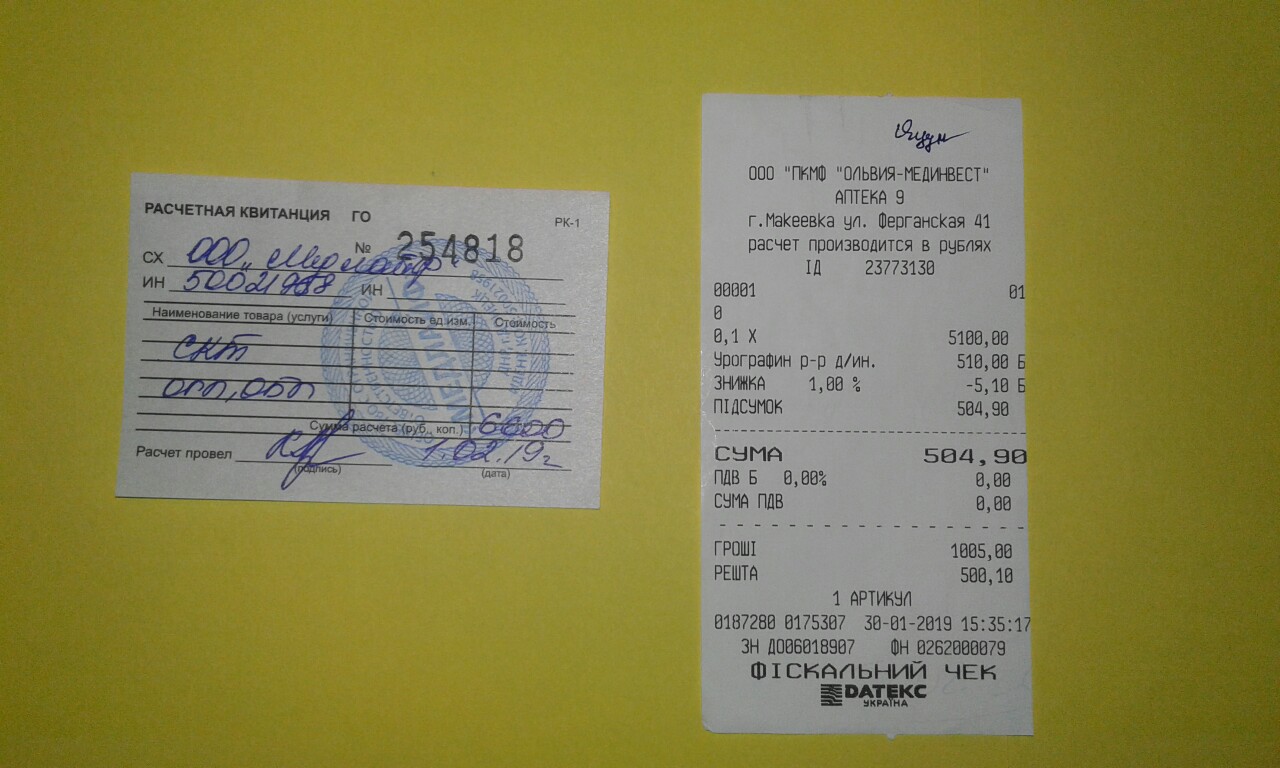 РАСЧЕТНАЯ КВИТАНЦИЯ ГО
РК-1
№ 254818
СХ ООО „
ИН 50021988 ИН
Наименование товара (услуги) Стоимость ед изм. Стоимость
СКТ
ОГП, ОБП
Сумма расчета (руб., коп.) 6600
Расчет провел 1.02.19г
(подпись) (дата)
ООО "ПКМФ "ОЛЬВИЯ-МЕДИНВЕСТ"
АПТЕКА 9
г.Макеевка ул. Ферганская 41
расчет производится в рублях
ІД 23773130
00001 01
0
0,1 X 5100,00
Урографин р-р д/ин. 510,00 Б
ЗНИЖКА 1,00 % -5,10 Б
ПІДСУМОК 504,90
СУМА 504,90
ПДВ Б 0,00% 0,00
СУМА ПДВ 0,00
ГРОШІ 1005,00
РЕШТА 500,10
1 АРТИКУЛ
0187280 0175307 30-01-2019 15:35:17
ЗН ДО06018907 ФН 0262000079
ФІСКАЛЬНИЙ ЧЕК
DATEKC
УКРАЇНА